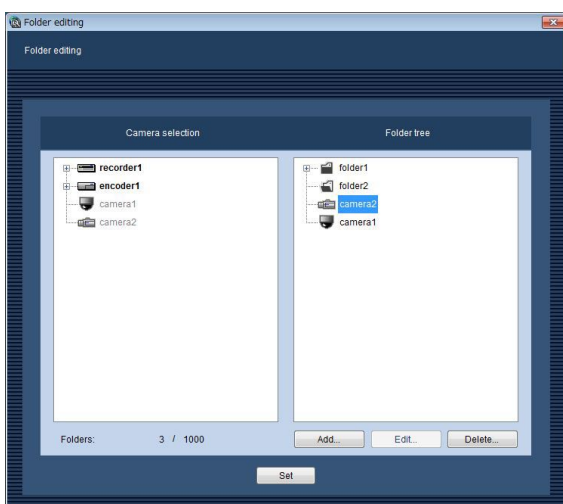 Folder editing
Folder editing
Camera selection
Folder tree
recorder1
encoder1
camera1
camera2
folder1
folder2
camera2
camera1
Folders: 3 / 1000
Add...
Edit...
Delete...
Set